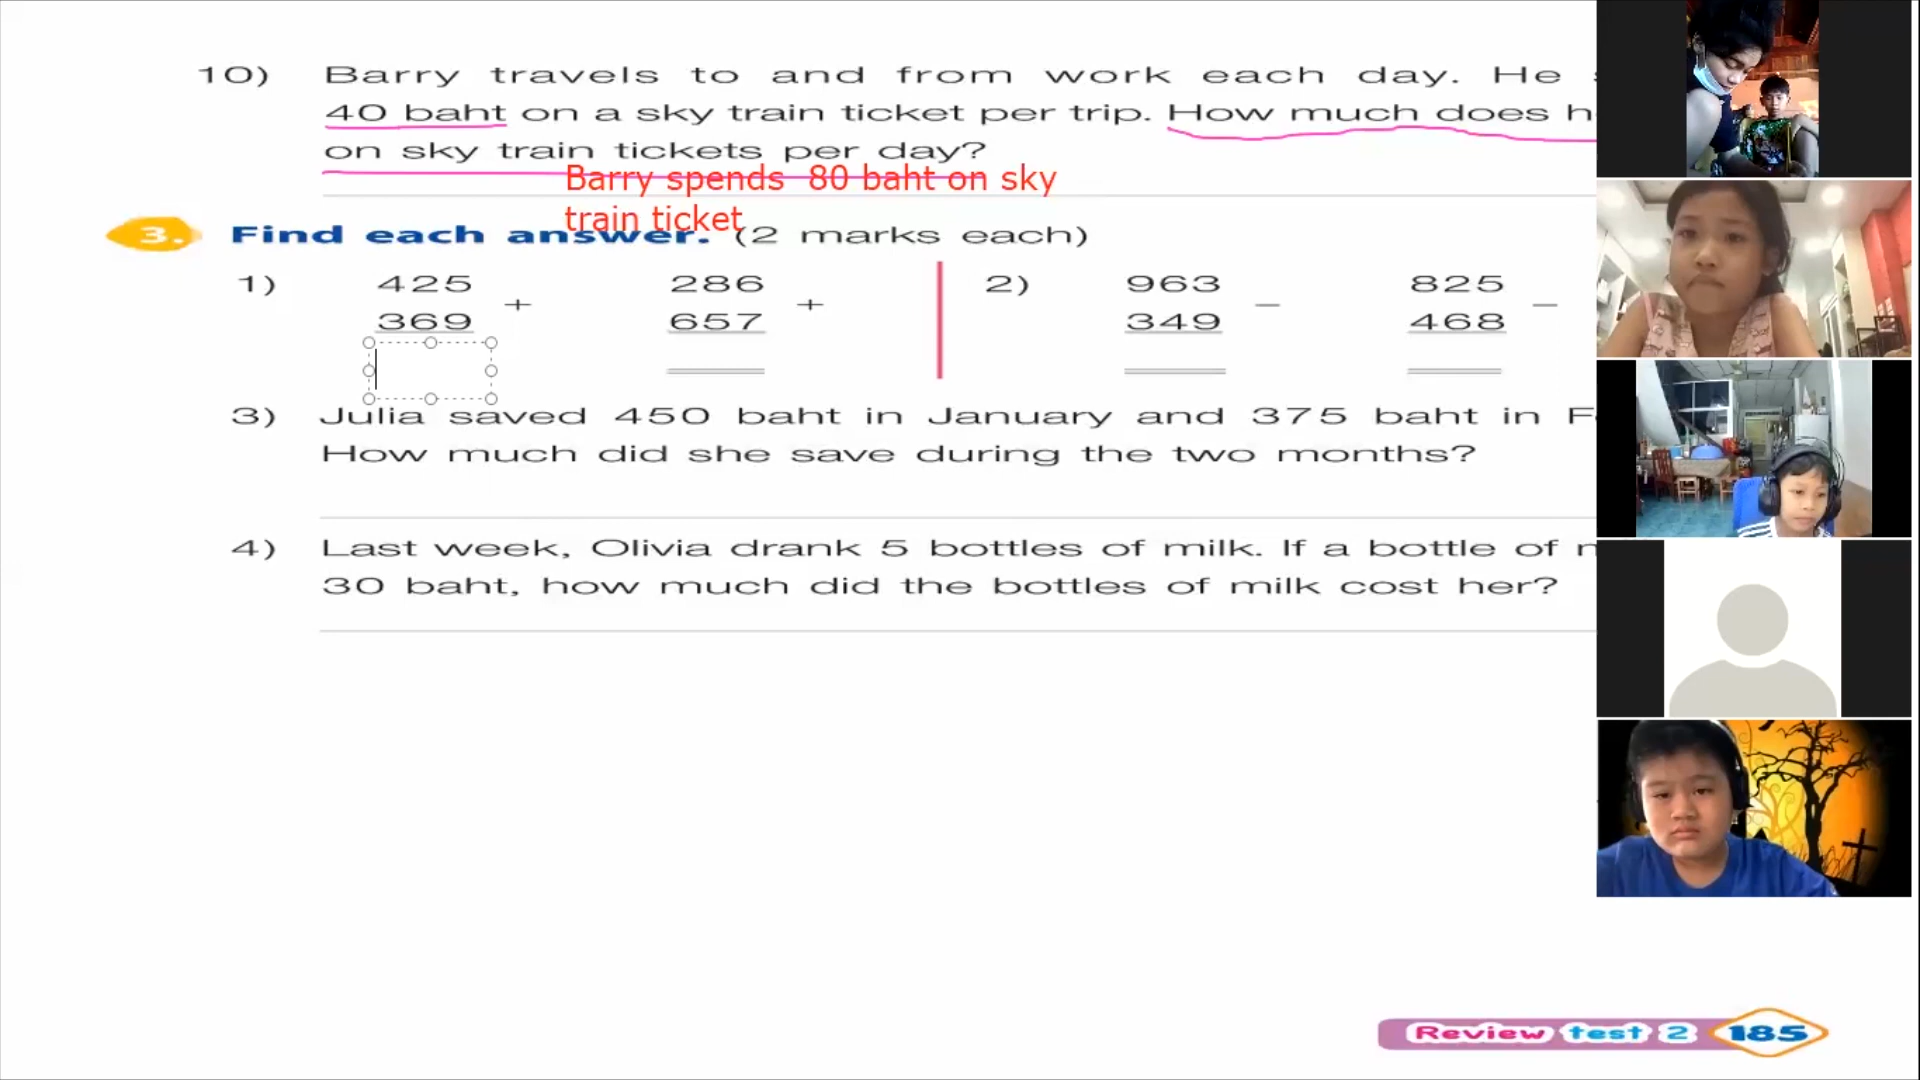 10) Barry travels to and from work each day. He
40 baht on a sky train ticket per trip. How much does h
on sky train tickets per day?
Barry spends 80 baht on sky
train ticket
3. Find each answer. (2 marks each)
1) 425 + 286 + 2) 963 - 825 -
369 657 349 468
3) Julia saved 450 baht in January and 375 baht in F
How much did she save during the two months?
4) Last week, Olivia drank 5 bottles of milk. If a bottle of
30 baht, how much did the bottles of milk cost her?
Review test 2 185